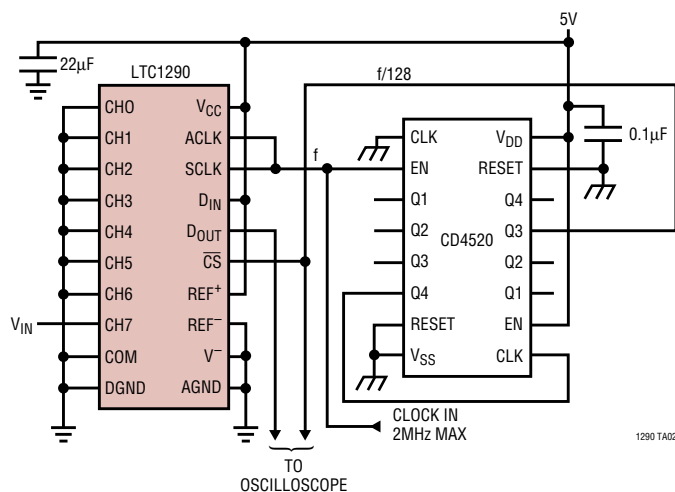 5V
22µF
LTC1290
f/128
0.1µF
CHO
CH1
CH2
CH3
CH4
CH5
CH6
CH7
COM
DGND
VCC
ACLK
SCLK
DIN
DOUT
CS
REF+
REF–
V–
AGND
VIN
f
CLK
EN
Q1
Q2
Q3
Q4
RESET
VSS
CD4520
VDD
RESET
Q4
Q3
Q2
Q1
EN
CLK
CLOCK IN
2MHz MAX
TO
OSCILLOSCOPE
1290 TA02